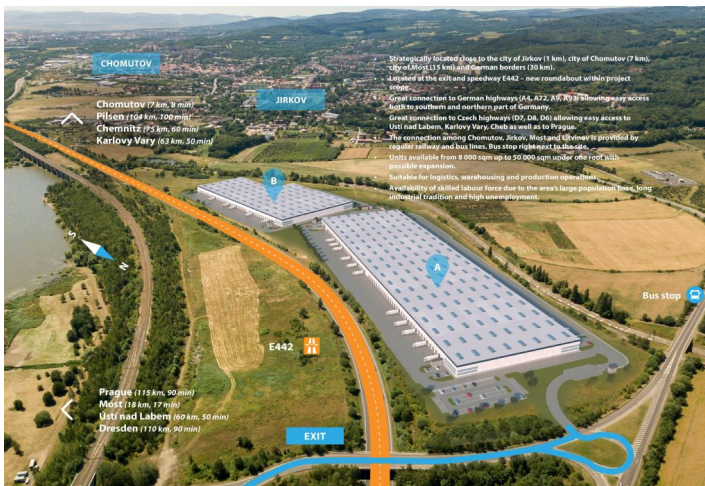 CHOMUTOV
JIRKOV
Chomutov (7 km, 8 min)
Pilsen (104 km, 100 min)
Chemnitz (75 km, 60 min)
Karlovy Vary (63 km, 50 min)
Strategically located close to the city of Jirkov (1 km), city of Chomutov (7 km),
city of Most (15 km) and German borders (30 km).
Located at the exit and speedway E442 – new roundabout within project
scope
Great connection to German highways (A4, A72, A9, A93) allowing easy access
both to southern and northern part of Germany.
Great connection to Czech highways (D7, D8, D6) allowing easy access to
Ústí nad Labem, Karlovy Vary, Cheb as well as to Prague.
The connection among Chomutov, Jirkov, Most and Litvínov is provided by
regular railway and bus lines. Bus stop right next to the site.
Units available from 8 000 sqm up to 50 000 sqm under one roof with
possible expansion.
Suitable for logistics, warehousing and production operations
Availability of skilled labour force due to the area's large population base, long
industrial tradition and high unemployment.
B
A
S
N
Bus stop
E442
Prague (115 km, 90 min)
Most (18 km, 17 min)
Ústí nad Labem (60 km, 50 min)
Dresden (110 km, 90 min)
EXIT